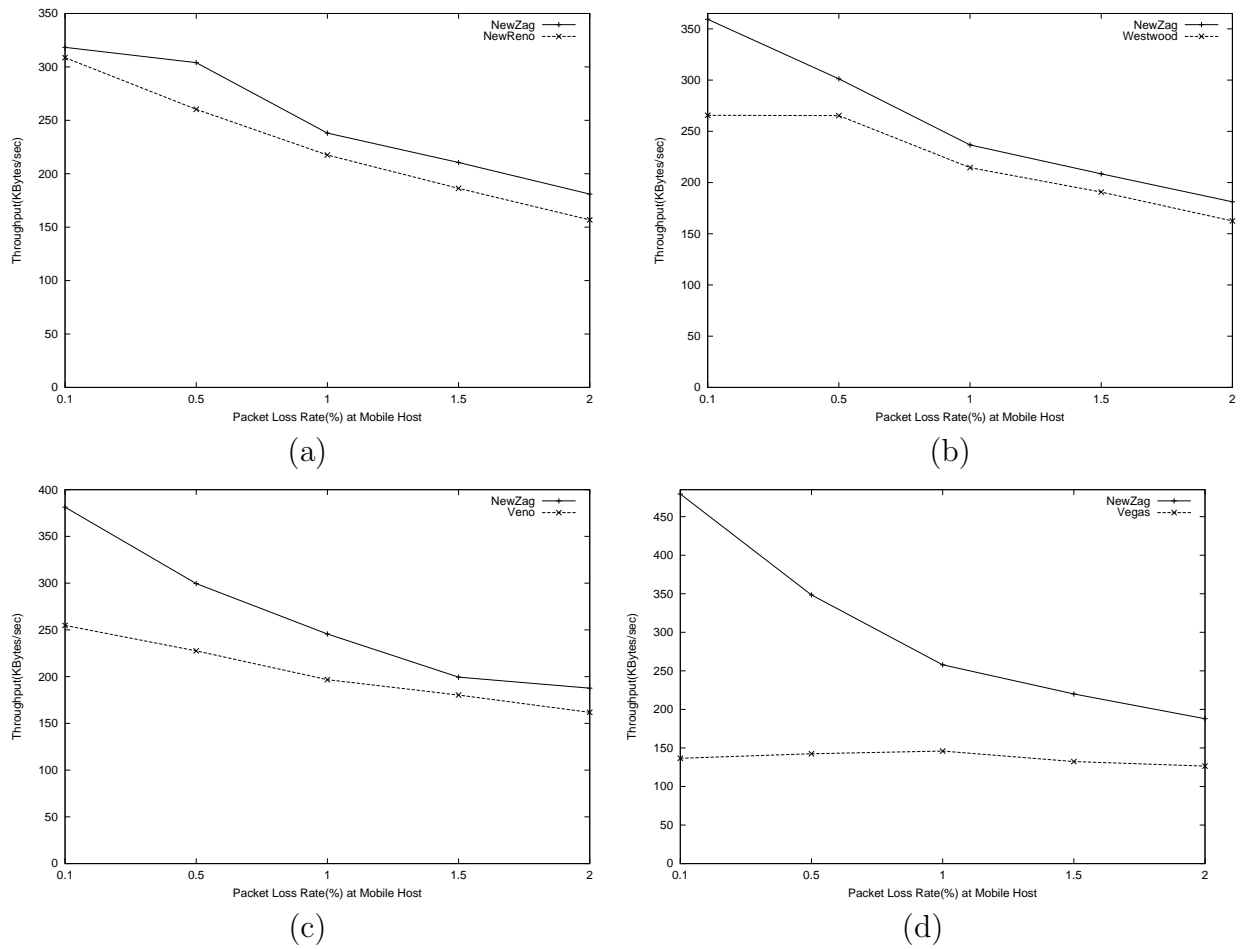 350
300
250
200
150
100
50
0
Throughput(KBytes/sec)
NewZag
NewReno
0.1 0.5 1 1.5 2
Packet Loss Rate(%) at Mobile Host
(a)
350
300
250
200
150
100
50
0
Throughput(KBytes/sec)
NewZag
Westwood
0.1 0.5 1 1.5 2
Packet Loss Rate(%) at Mobile Host
(b)
400
350
300
250
200
150
100
50
0
Throughput(KBytes/sec)
NewZag
Veno
0.1 0.5 1 1.5 2
Packet Loss Rate(%) at Mobile Host
(c)
450
400
350
300
250
200
150
100
50
0
Throughput(KBytes/sec)
NewZag
Vegas
0.1 0.5 1 1.5 2
Packet Loss Rate(%) at Mobile Host
(d)